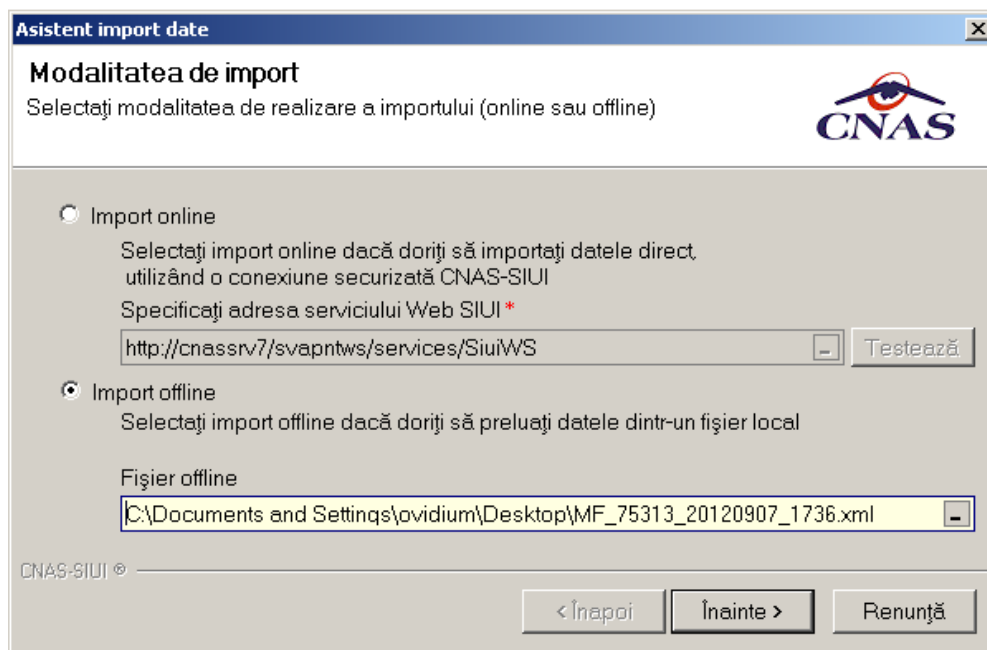 Asistent import date
Modalitatea de import
Selectaţi modalitatea de realizare a importului (online sau offline)
CNAS
Import online
Selectaţi import online dacă doriţi să importaţi datele direct,
utilizând o conexiune securizată CNAS-SIUI
Specificaţi adresa serviciului Web SIUI *
http://cnassrv7/svapntws/services/SiuiWS
Testează
Import offline
Selectaţi import offline dacă doriţi să preluaţi datele dintr-un fişier local
Fişier offline
C:\Documents and Settings\ovidium\Desktop\MF_75313_20120907_1736.xml
CNAS-SIUI ®
< Înapoi
Înainte >
Renunţă